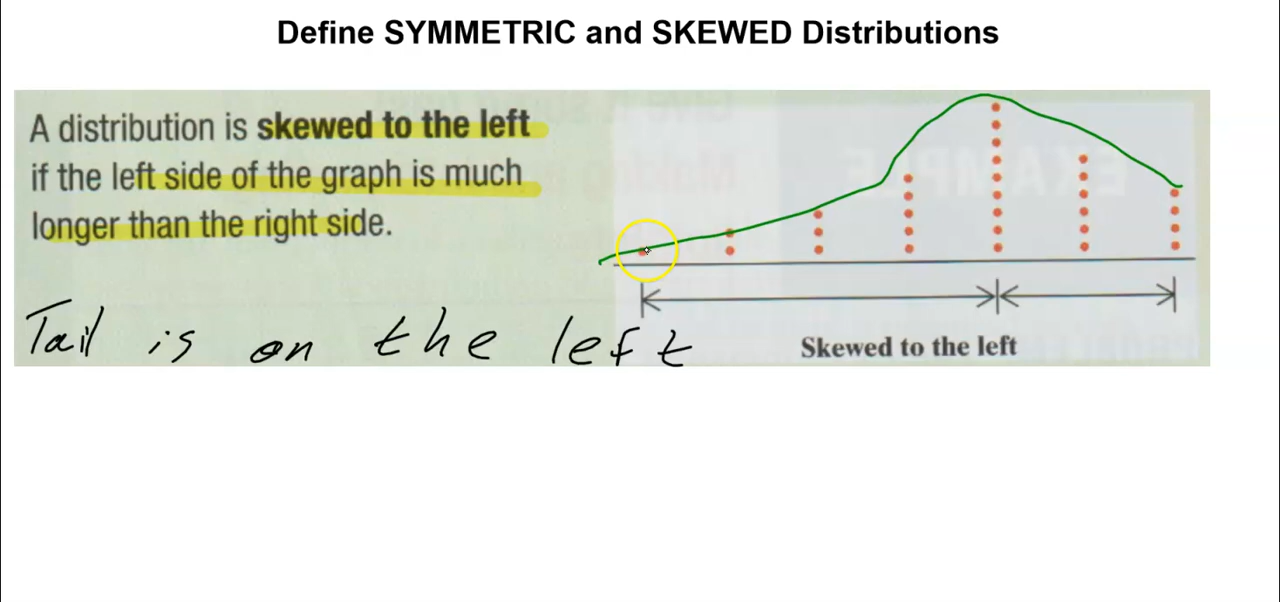 Define SYMMETRIC and SKEWED Distributions
A distribution is skewed to the left
if the left side of the graph is much
longer than the right side.
Tail is on the left
Skewed to the left